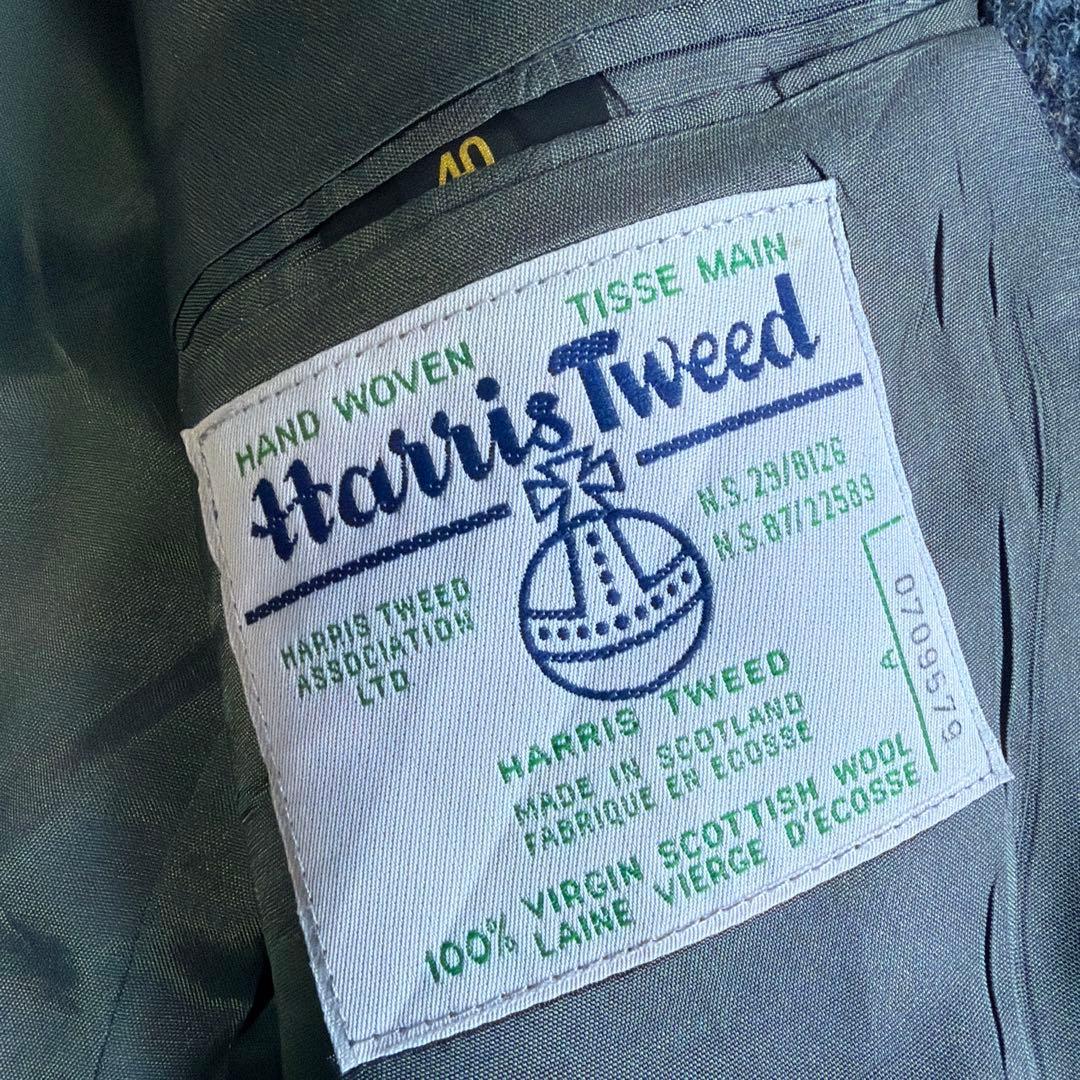 40
HAND WOVEN TISSE MAIN
Harris Tweed
N.S. 29/8126
N.S. 87/22589
HARRIS TWEED
ASSOCIATION
LTD
HARRIS TWEED
MADE IN SCOTLAND
FABRIQUE EN ECOSSE
100% VIRGIN SCOTTISH WOOL
LAINE VIERGE D'ECOSSE
A
0709579